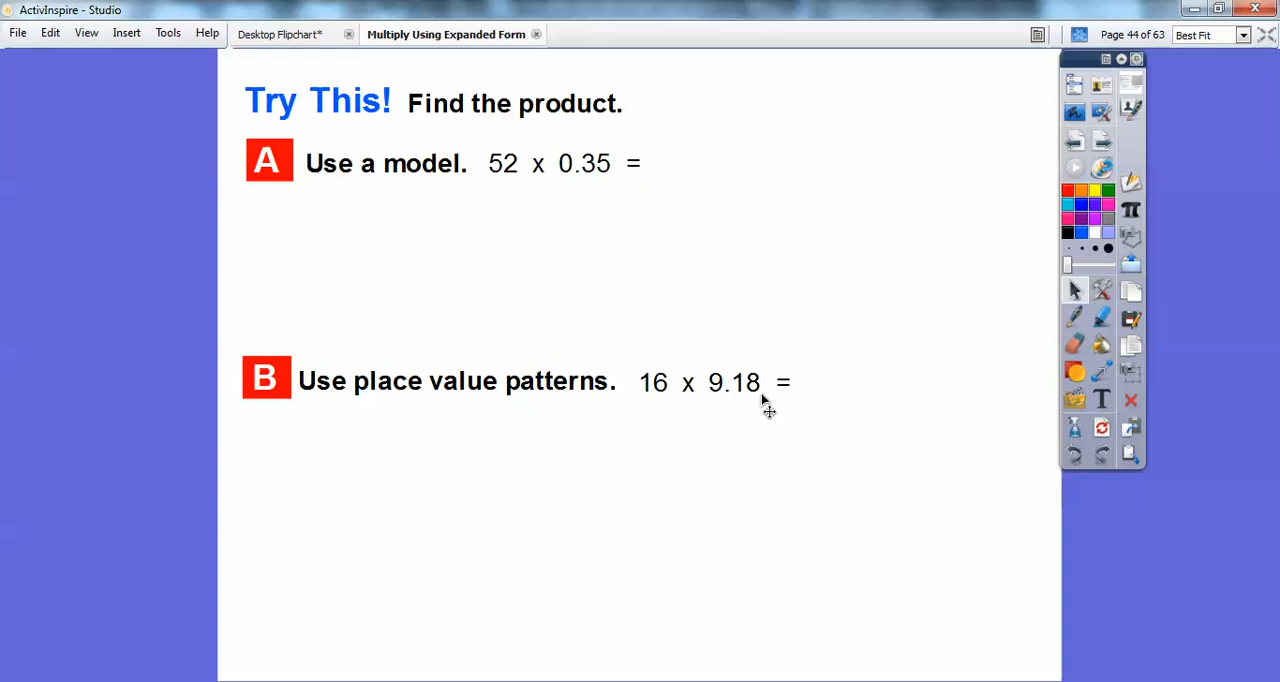 ActivInspire - Studio
File Edit View Insert Tools Help
Desktop Flipchart* Multiply Using Expanded Form
Page 44 of 63 Best Fit
Try This! Find the product.
A Use a model. 52 x 0.35 =
B Use place value patterns. 16 x 9.18 =